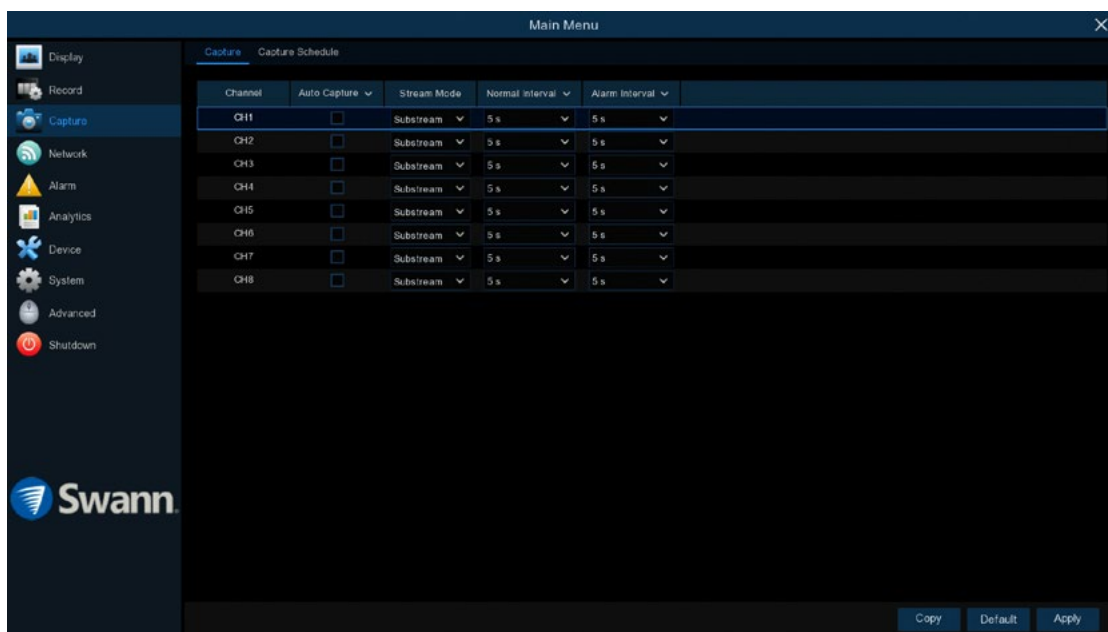 Main Menu
Display
Record
Capture
Network
Alarm
Analytics
Device
System
Advanced
Shutdown
Swann
Capture Capture Schedule
Channel Auto Capture Stream Mode Normal Interval Alarm Interval
CH1 Substream 5 s 5 s
CH2 Substream 5 s 5 s
CH3 Substream 5 s 5 s
CH4 Substream 5 s 5 s
CH5 Substream 5 s 5 s
CH6 Substream 5 s 5 s
CH7 Substream 5 s 5 s
CH8 Substream 5 s 5 s
Copy Default Apply